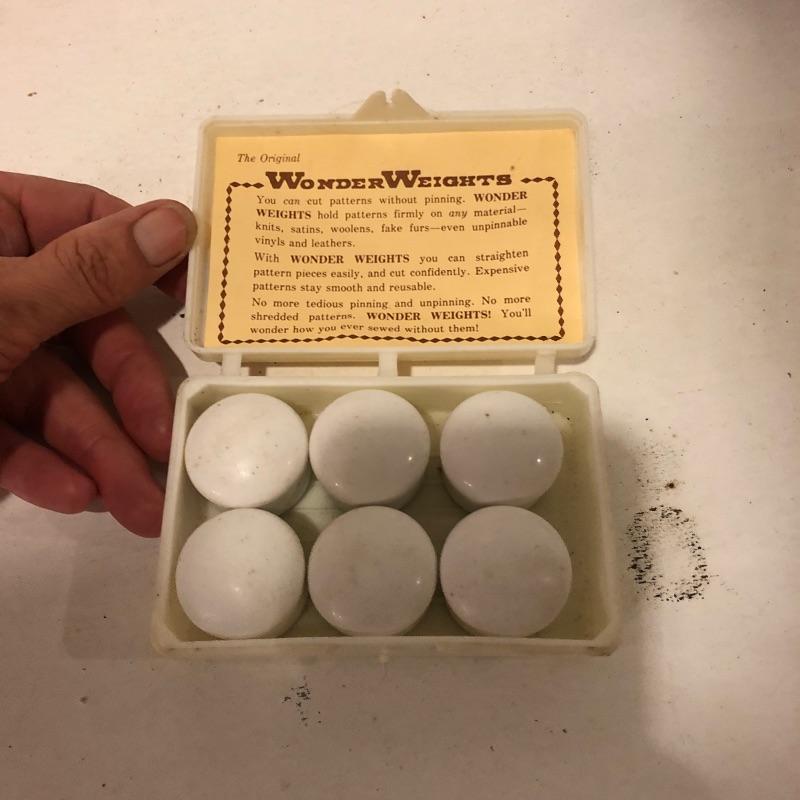 The Original
WONDER WEIGHTS
You can cut patterns without pinning. WONDER
WEIGHTS hold patterns firmly on any material—
knits, satins, woolens, fake furs—even unpinnable
vinyls and leathers.
With WONDER WEIGHTS you can straighten
pattern pieces easily, and cut confidently. Expensive
patterns stay smooth and reusable.
No more tedious pinning and unpinning. No more
shredded patterns. WONDER WEIGHTS! You'll
wonder how you ever sewed without them!